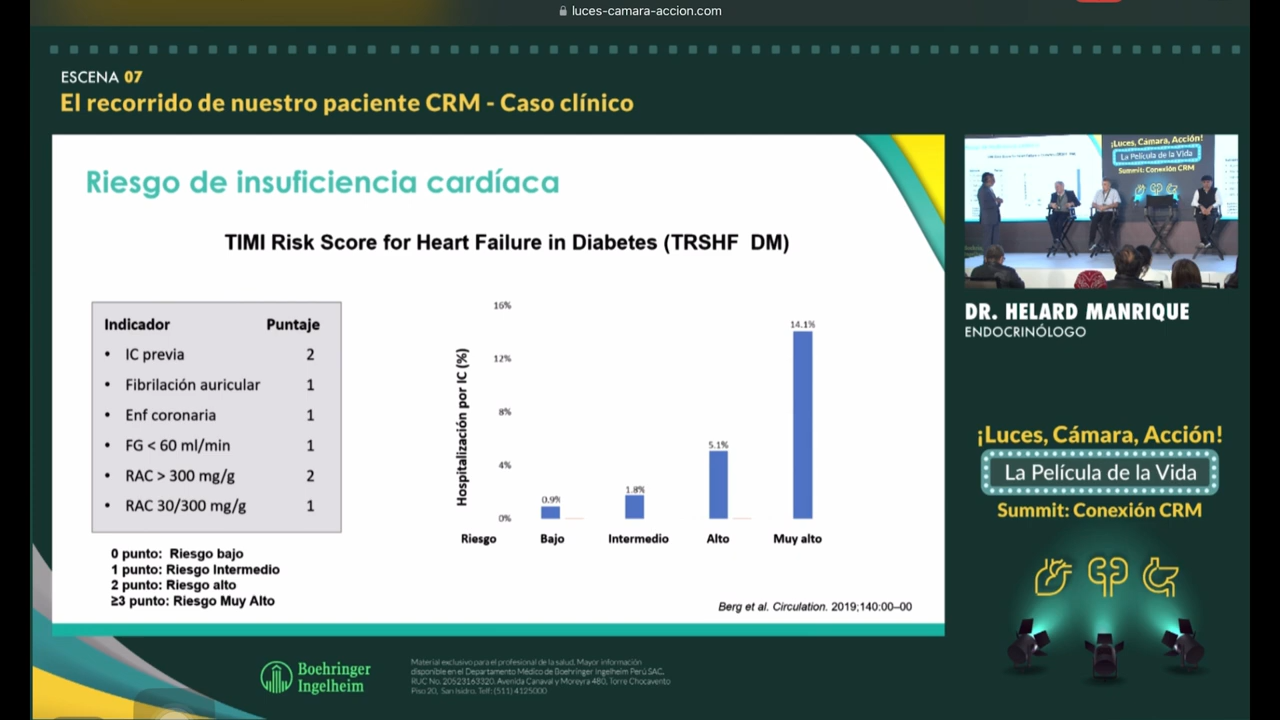 luces-camara-accion.com
ESCENA 07
El recorrido de nuestro paciente CRM - Caso clínico
Riesgo de insuficiencia cardíaca
TIMI Risk Score for Heart Failure in Diabetes (TRSHF DM)
Indicador Puntaje
• IC previa 2
• Fibrilación auricular 1
• Enf coronaria 1
• FG < 60 ml/min 1
• RAC > 300 mg/g 2
• RAC 30/300 mg/g 1
0 punto: Riesgo bajo
1 punto: Riesgo Intermedio
2 punto: Riesgo alto
≥3 punto: Riesgo Muy Alto
Hospitalización por IC (%)
16%
12%
8%
4%
0%
0.9%
1.8%
5.1%
14.1%
Riesgo Bajo Intermedio Alto Muy alto
Berg et al. Circulation. 2019;140:00–00
¡Luces, Cámara, Acción!
La Película de la Vida
Summit: Conexión CRM
DR. HELARD MANRIQUE
ENDOCRINÓLOGO
¡Luces, Cámara, Acción!
La Película de la Vida
Summit: Conexión CRM
Boehringer
Ingelheim
Material exclusivo para el profesional de la salud. Mayor información
disponible en el Departamento Médico de Boehringer Ingelheim Perú SAC.
RUC No. 20523163320. Avenida Canaval y Moreyra 480, Torre Chocavento
Piso 20, San Isidro. Telf: (511) 4125000